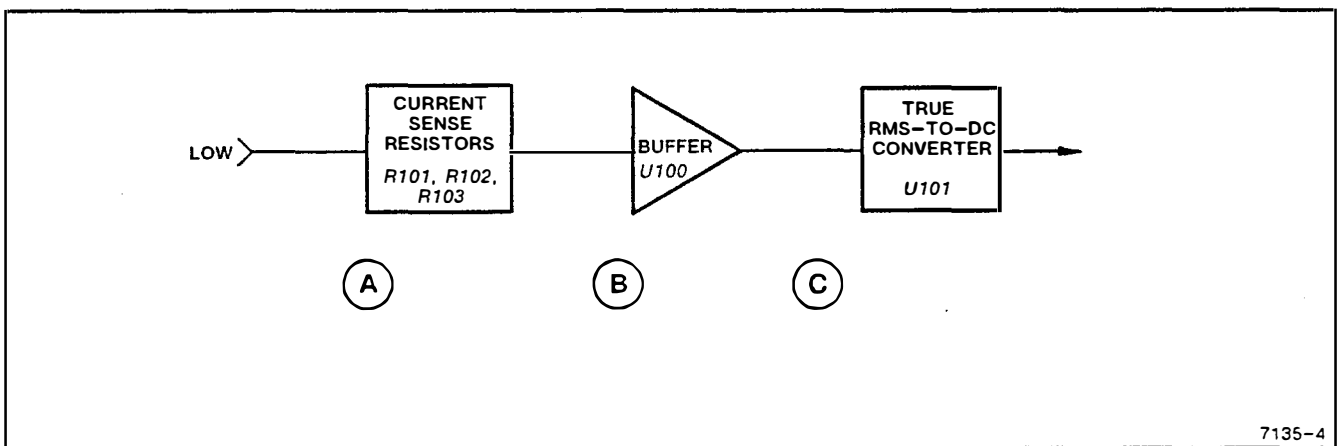 LOW
CURRENT
SENSE
RESISTORS
R101, R102,
R103
BUFFER
U100
TRUE
RMS-TO-DC
CONVERTER
U101
A
B
C
7135-4